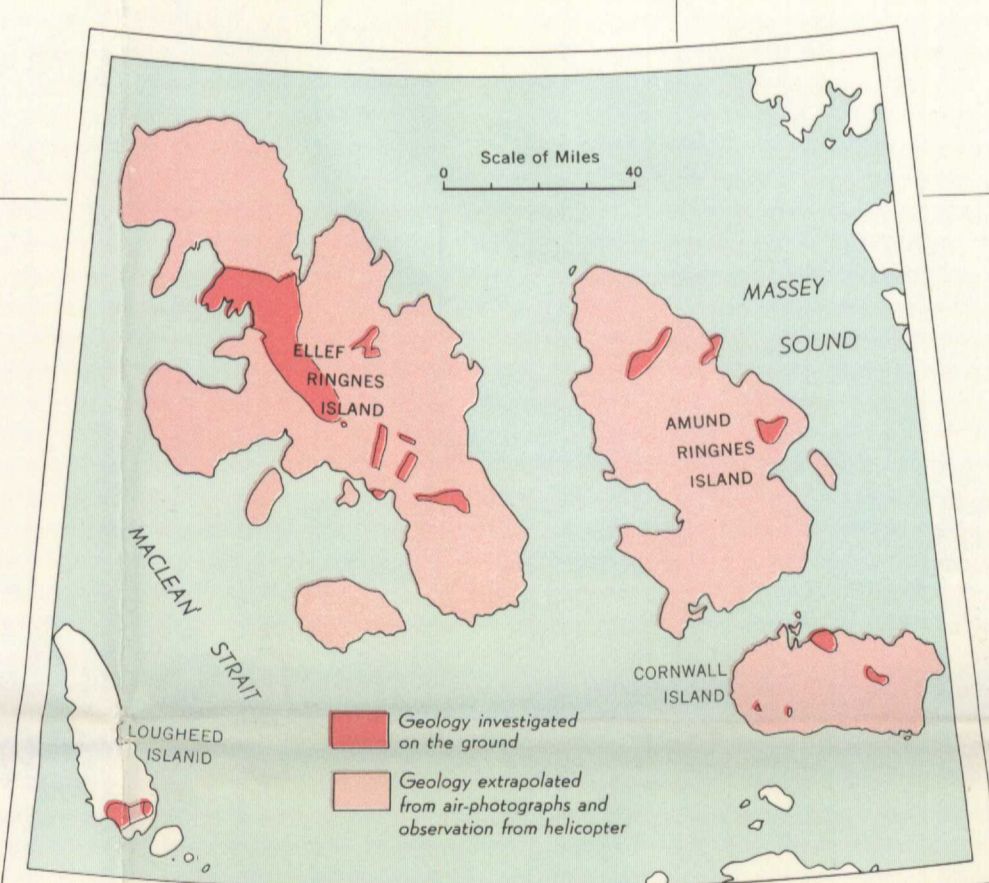 Scale of Miles
0 40
MASSEY
SOUND
ELLEF
RINGNES
ISLAND
AMUND
RINGNES
ISLAND
MACLEAN
STRAIT
CORNWALL
ISLAND
LOUGHEED
ISLANID
Geology investigated
on the ground
Geology extrapolated
from air-photographs and
observation from helicopter